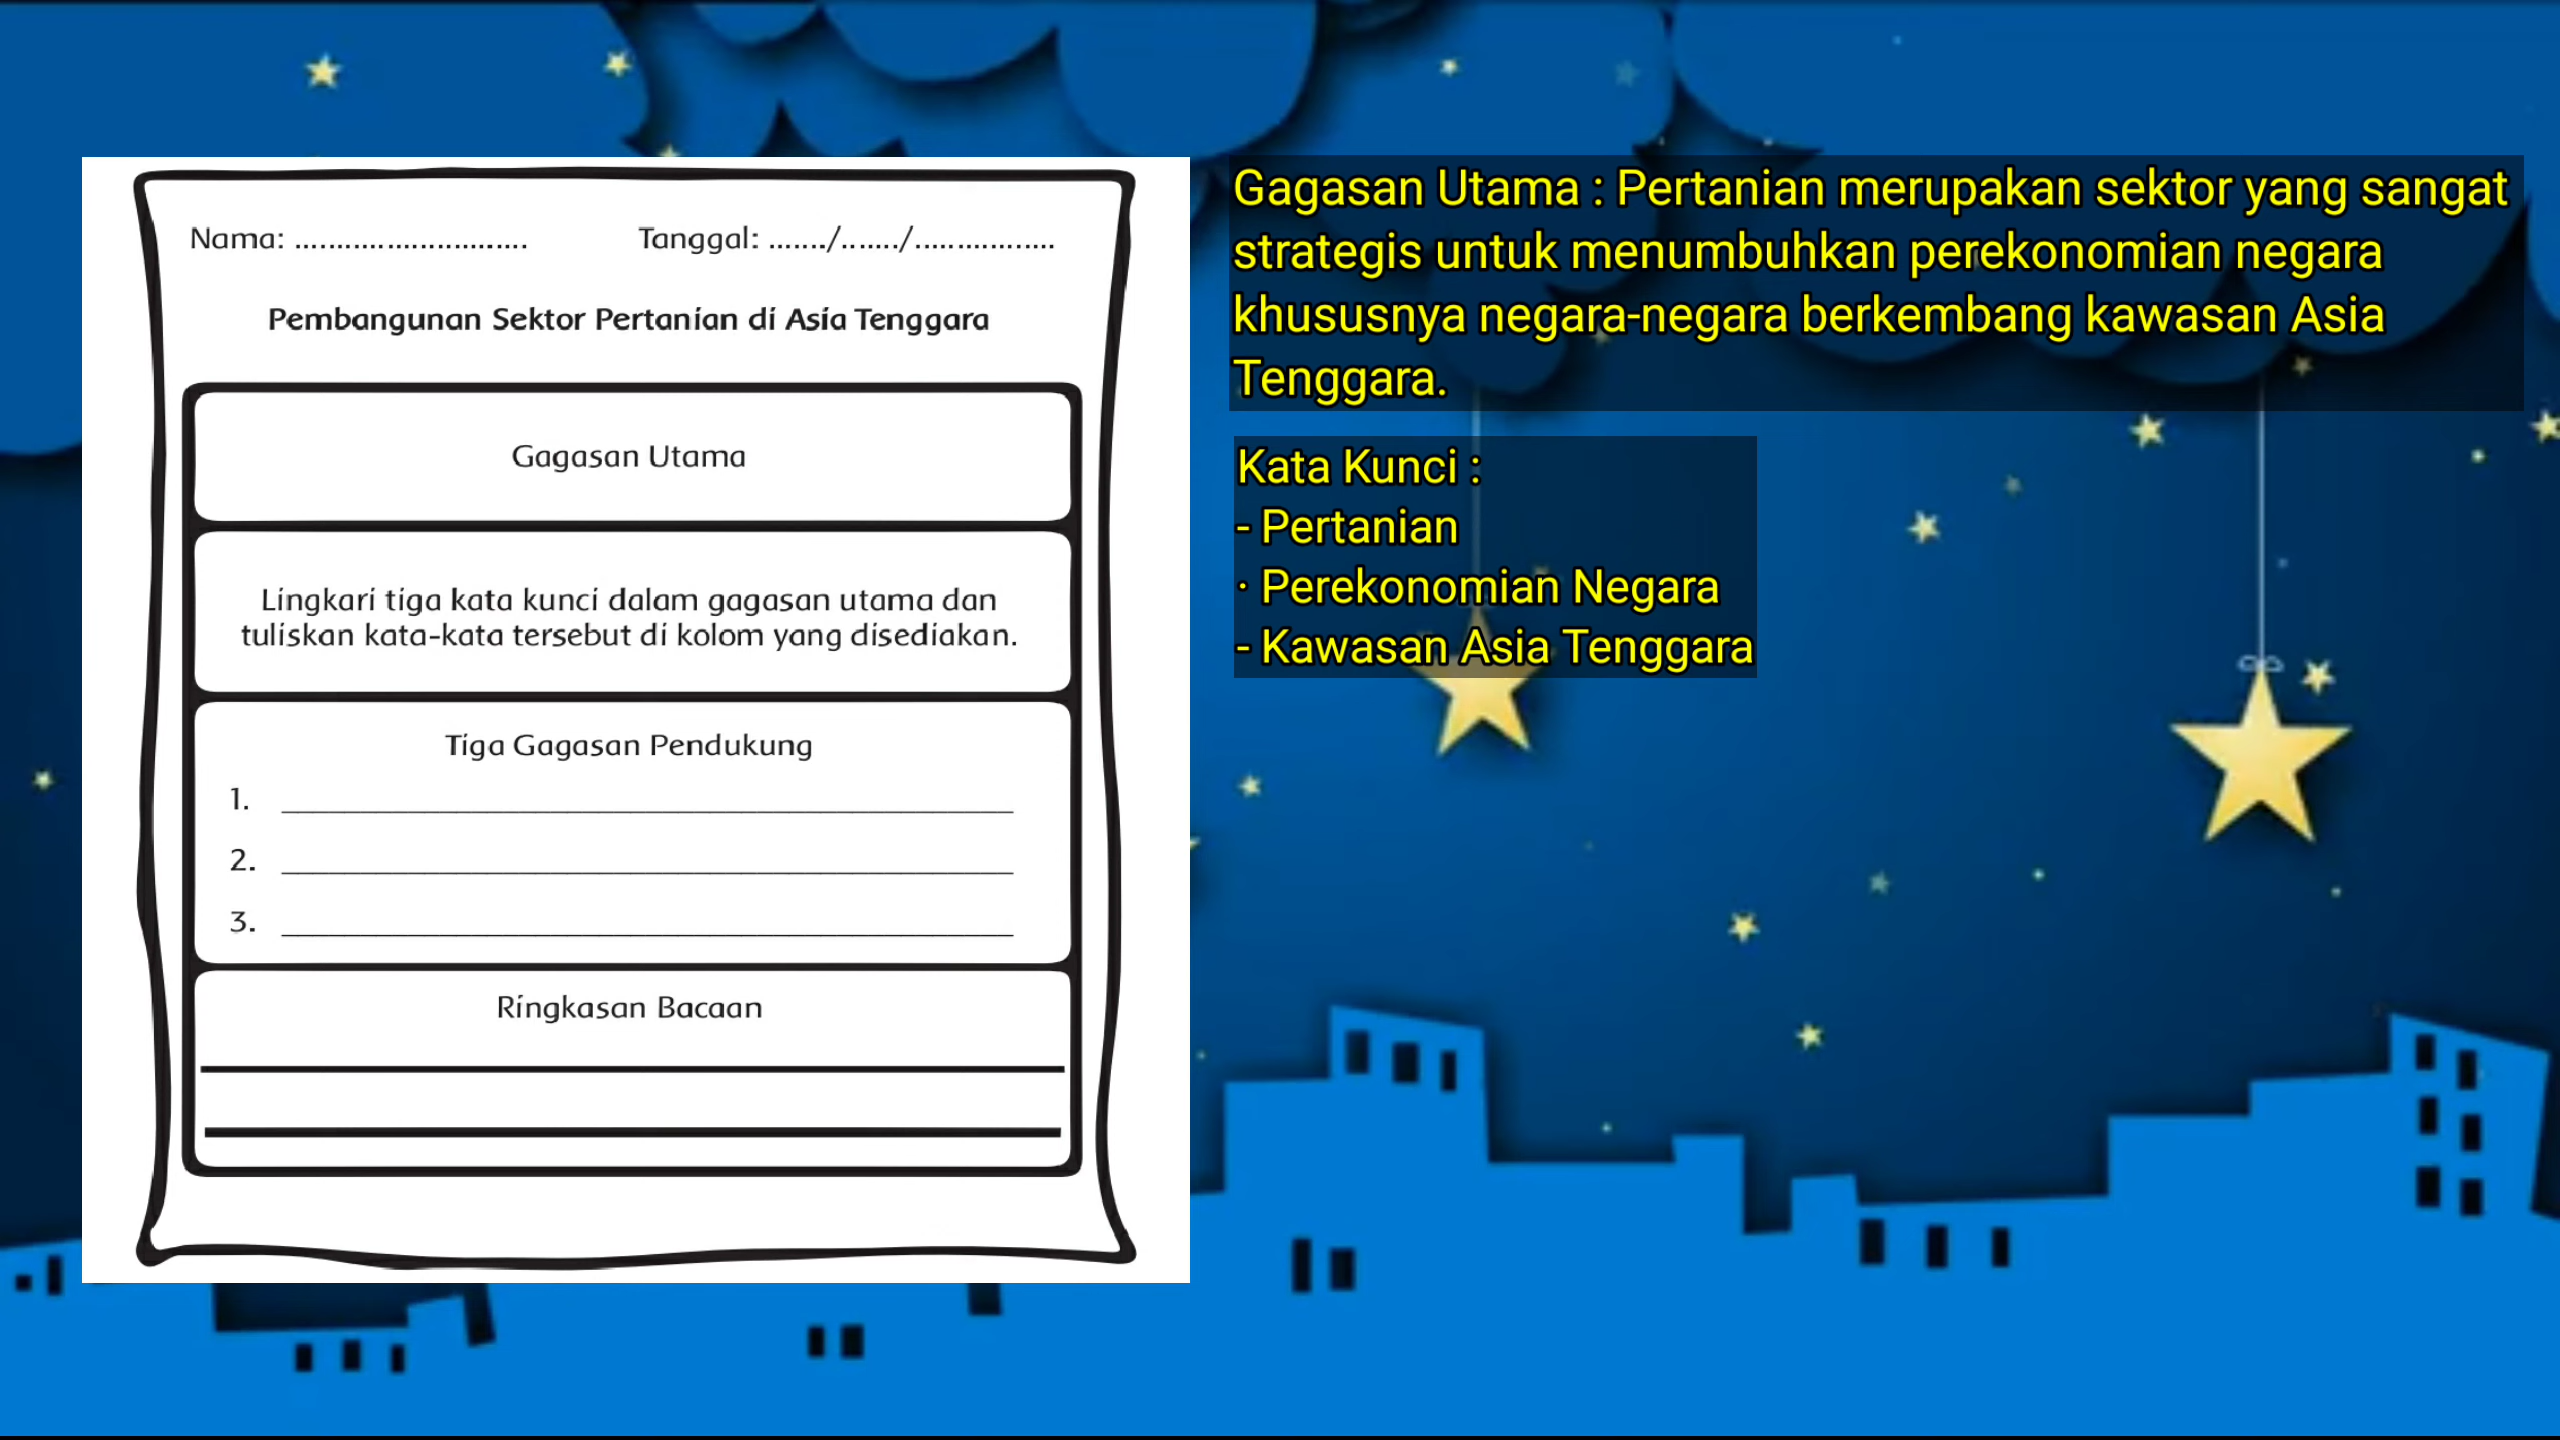 Nama: ............................ Tanggal: ......./......./.................
Pembangunan Sektor Pertanian di Asia Tenggara
Gagasan Utama
Lingkari tiga kata kunci dalam gagasan utama dan
tuliskan kata-kata tersebut di kolom yang disediakan.
Tiga Gagasan Pendukung
1.
2.
3.
Ringkasan Bacaan
Gagasan Utama : Pertanian merupakan sektor yang sangat
strategis untuk menumbuhkan perekonomian negara
khususnya negara-negara berkembang kawasan Asia
Tenggara.
Kata Kunci :
- Pertanian
· Perekonomian Negara
- Kawasan Asia Tenggara